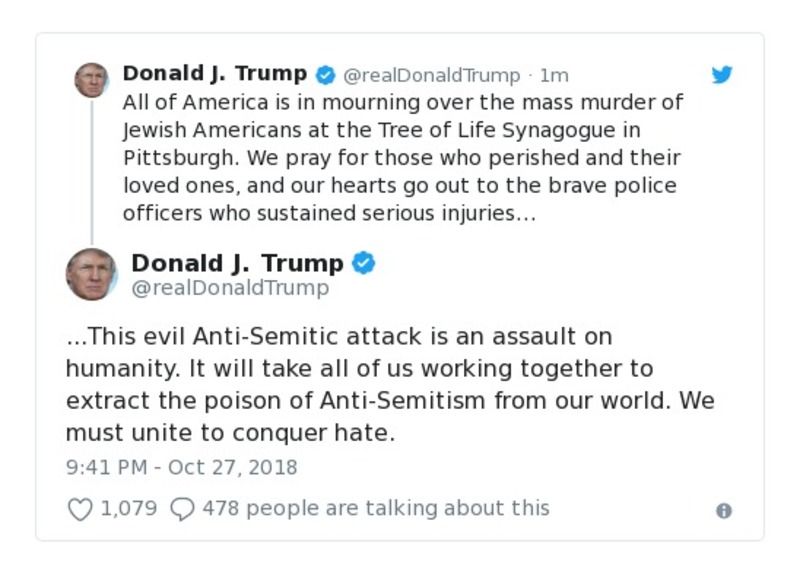 Donald J. Trump @realDonaldTrump · 1m
All of America is in mourning over the mass murder of
Jewish Americans at the Tree of Life Synagogue in
Pittsburgh. We pray for those who perished and their
loved ones, and our hearts go out to the brave police
officers who sustained serious injuries...
Donald J. Trump
@realDonaldTrump
...This evil Anti-Semitic attack is an assault on
humanity. It will take all of us working together to
extract the poison of Anti-Semitism from our world. We
must unite to conquer hate.
9:41 PM - Oct 27, 2018
1,079 478 people are talking about this